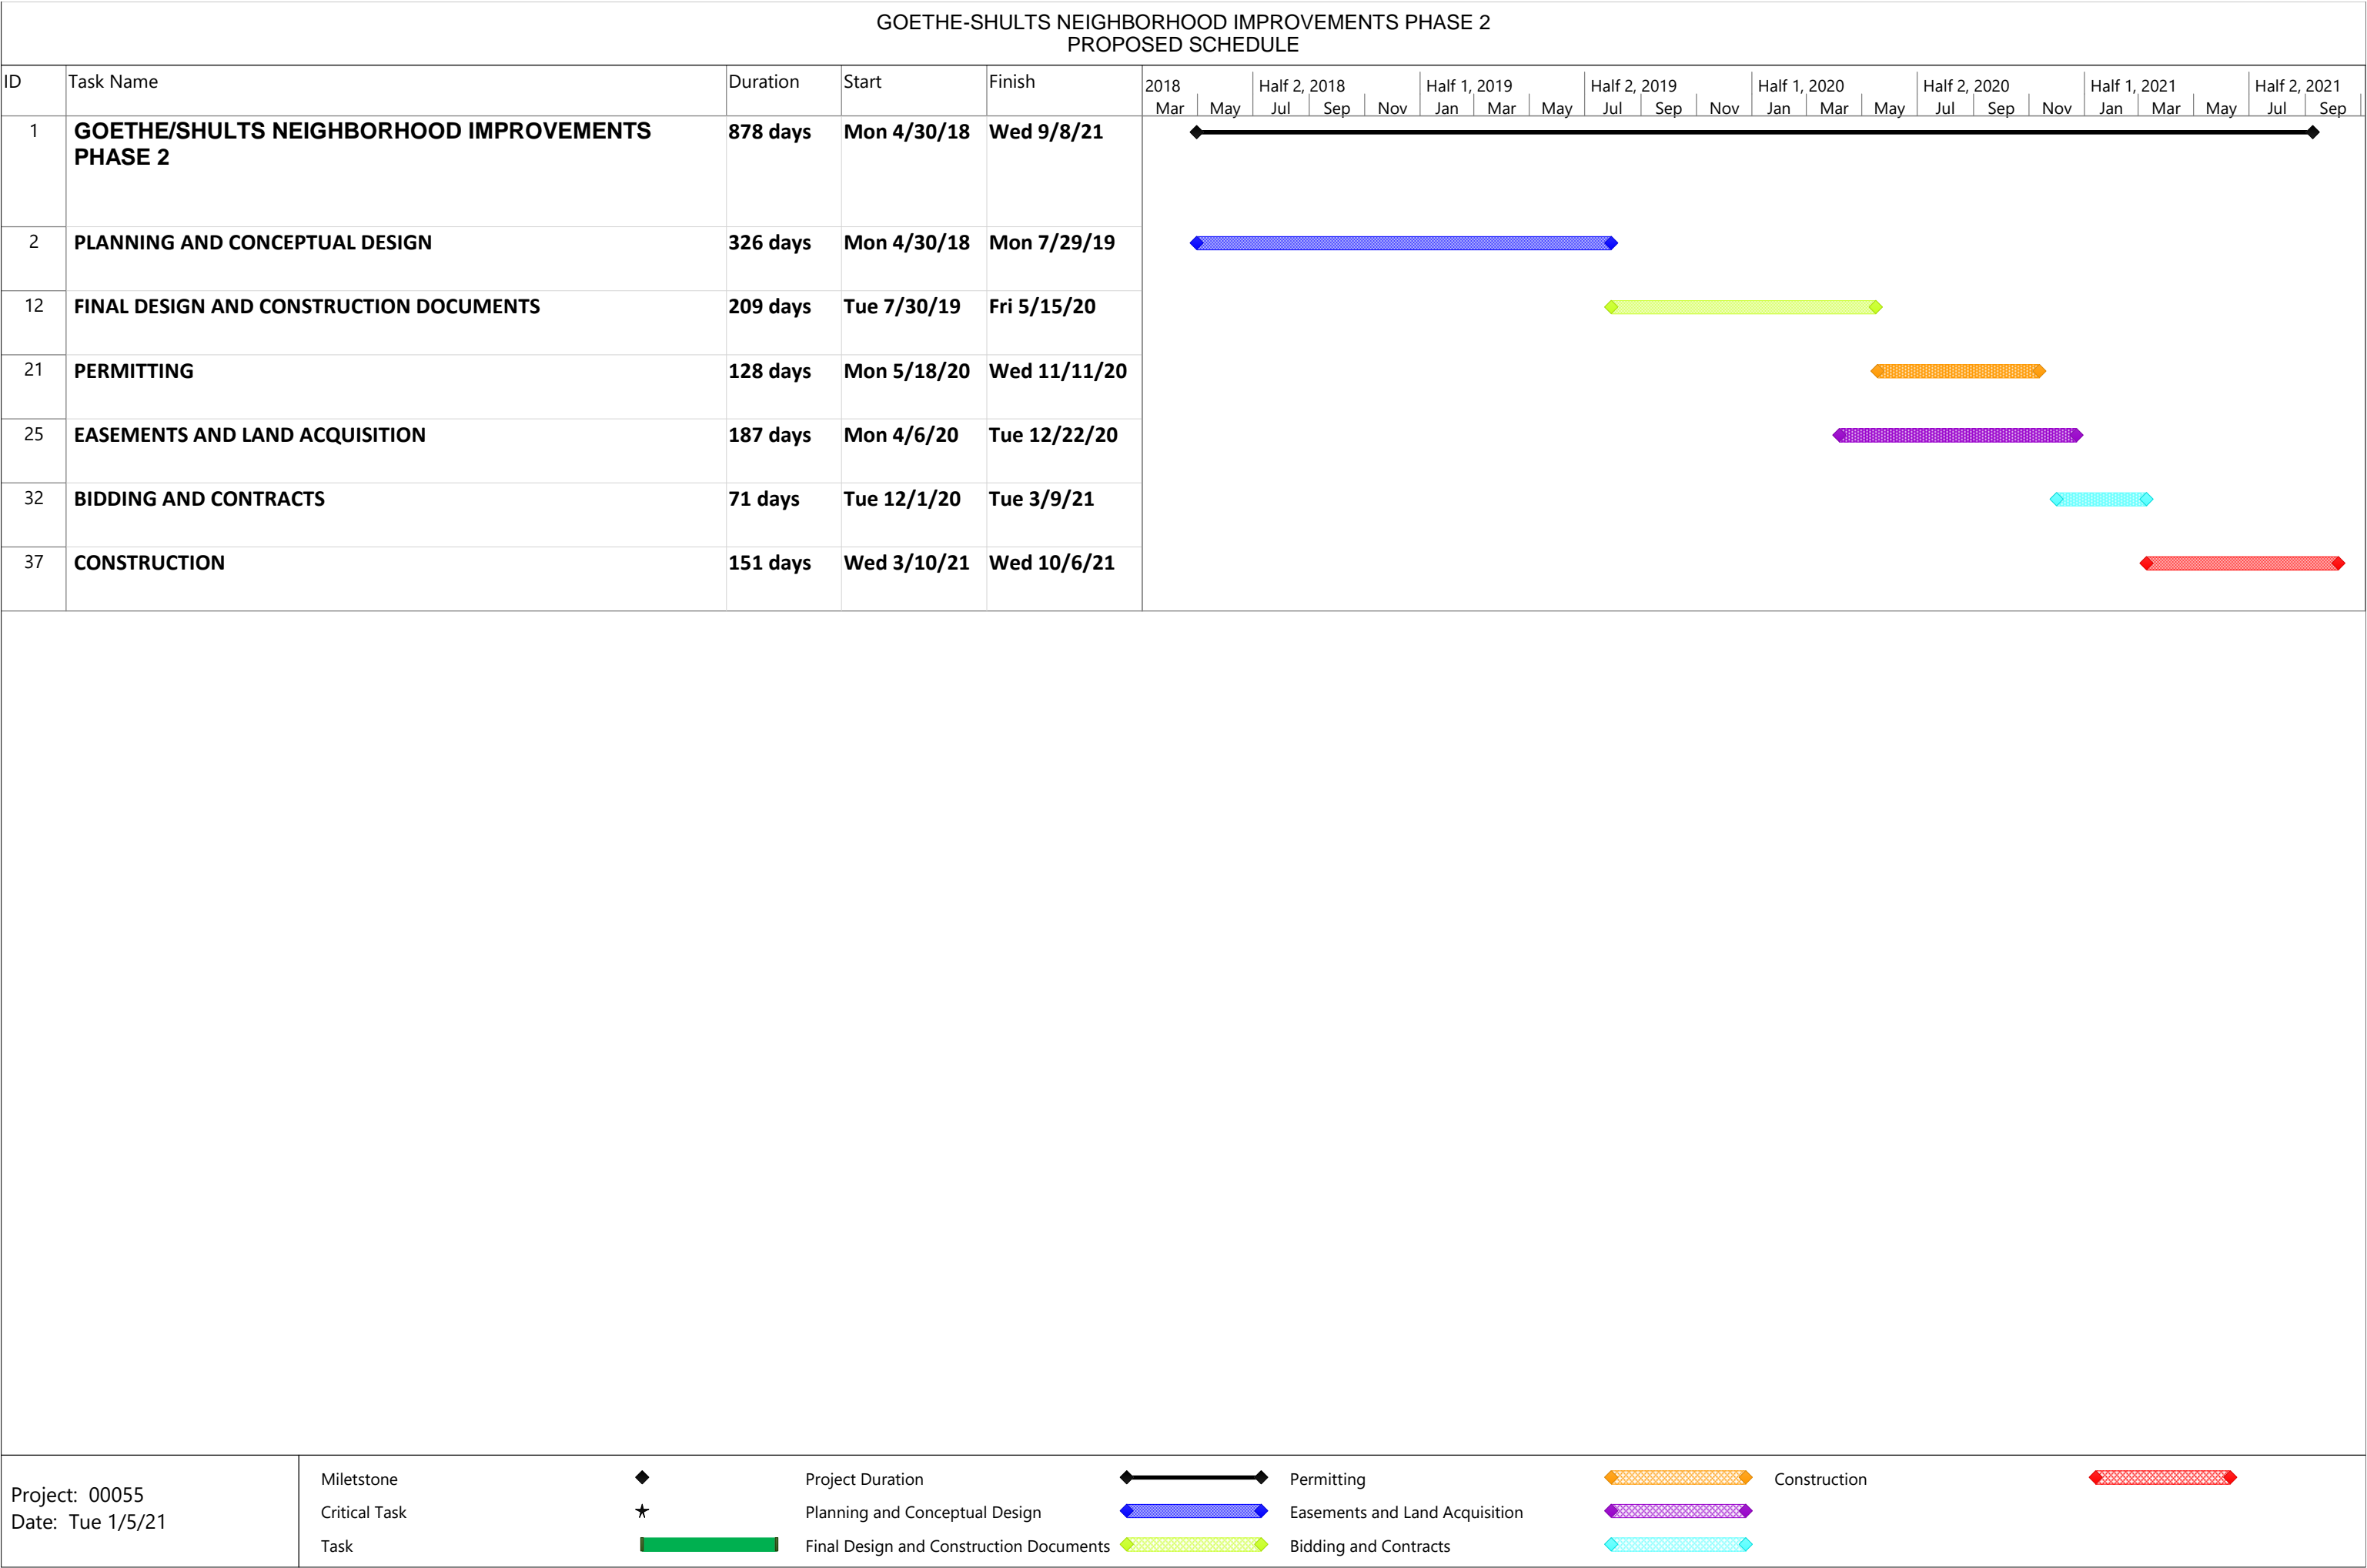 GOETHE-SHULTS NEIGHBORHOOD IMPROVEMENTS PHASE 2
PROPOSED SCHEDULE
ID Task Name Duration Start Finish
2018 Half 2, 2018 Half 1, 2019 Half 2, 2019 Half 1, 2020 Half 2, 2020 Half 1, 2021 Half 2, 2021
Mar May Jul Sep Nov Jan Mar May Jul Sep Nov Jan Mar May Jul Sep Nov Jan Mar May Jul Sep
1 GOETHE/SHULTS NEIGHBORHOOD IMPROVEMENTS 878 days Mon 4/30/18 Wed 9/8/21
PHASE 2
2 PLANNING AND CONCEPTUAL DESIGN 326 days Mon 4/30/18 Mon 7/29/19
12 FINAL DESIGN AND CONSTRUCTION DOCUMENTS 209 days Tue 7/30/19 Fri 5/15/20
21 PERMITTING 128 days Mon 5/18/20 Wed 11/11/20
25 EASEMENTS AND LAND ACQUISITION 187 days Mon 4/6/20 Tue 12/22/20
32 BIDDING AND CONTRACTS 71 days Tue 12/1/20 Tue 3/9/21
37 CONSTRUCTION 151 days Wed 3/10/21 Wed 10/6/21
Project: 00055
Date: Tue 1/5/21
Miletstone Project Duration Permitting Construction
Critical Task Planning and Conceptual Design Easements and Land Acquisition
Task Final Design and Construction Documents Bidding and Contracts